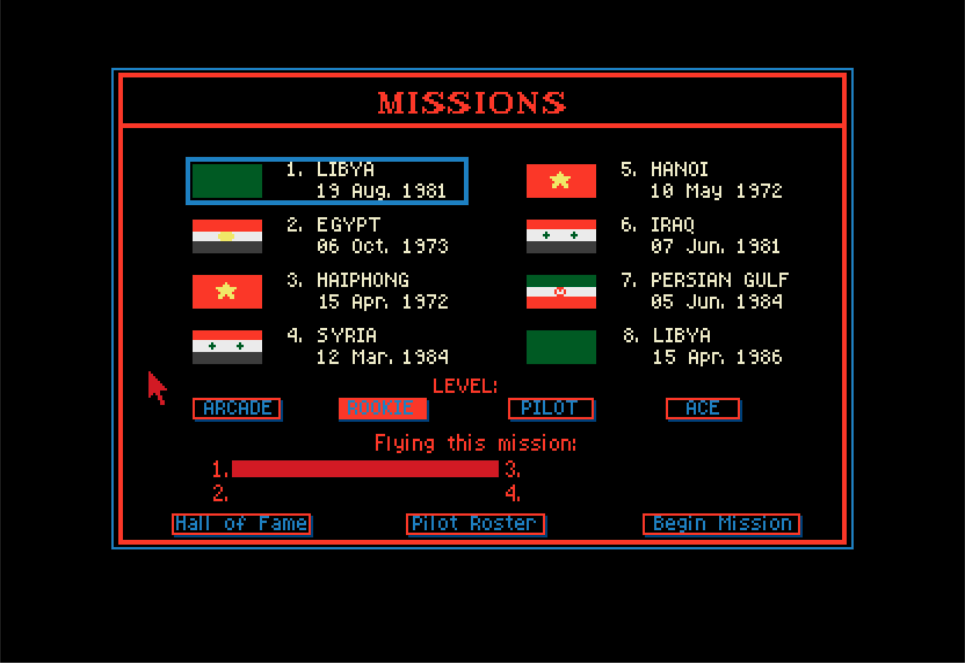 MISSIONS
1. LIBYA
19 Aug. 1981
2. EGYPT
06 Oct. 1973
3. HAIPHONG
15 Apr. 1972
4. SYRIA
12 Mar. 1984
5. HANOI
10 May 1972
6. IRAQ
07 Jun. 1981
7. PERSIAN GULF
05 Jun. 1984
8. LIBYA
15 Apr. 1986
LEVEL:
ARCADE ROOKIE PILOT ACE
Flying this mission:
1. 3.
2. 4.
Hall of Fame Pilot Roster Begin Mission